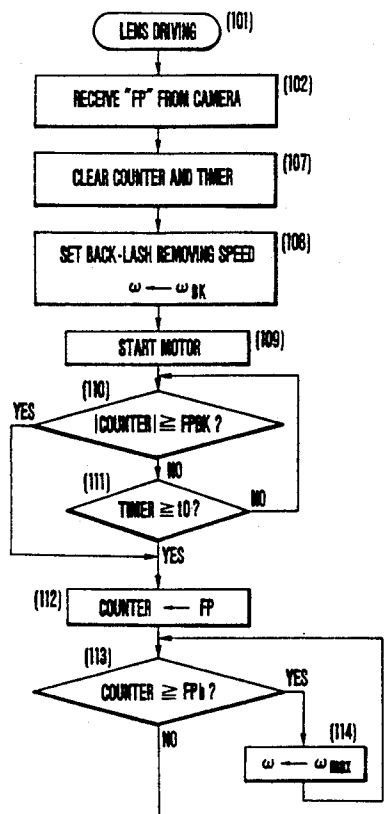 (101)
LENS DRIVING
(102)
RECEIVE "FP" FROM CAMERA
(107)
CLEAR COUNTER AND TIMER
(108)
SET BACK-LASH REMOVING SPEED
ω ← ωBK
(109)
START MOTOR
(110)
YES
|COUNTER| ≧ FPBK ?
NO
(111)
TIMER ≧ t0 ?
NO
YES
(112)
COUNTER ← FP
(113)
COUNTER ≧ FPh ?
YES
NO
(114)
ω ← ωmax